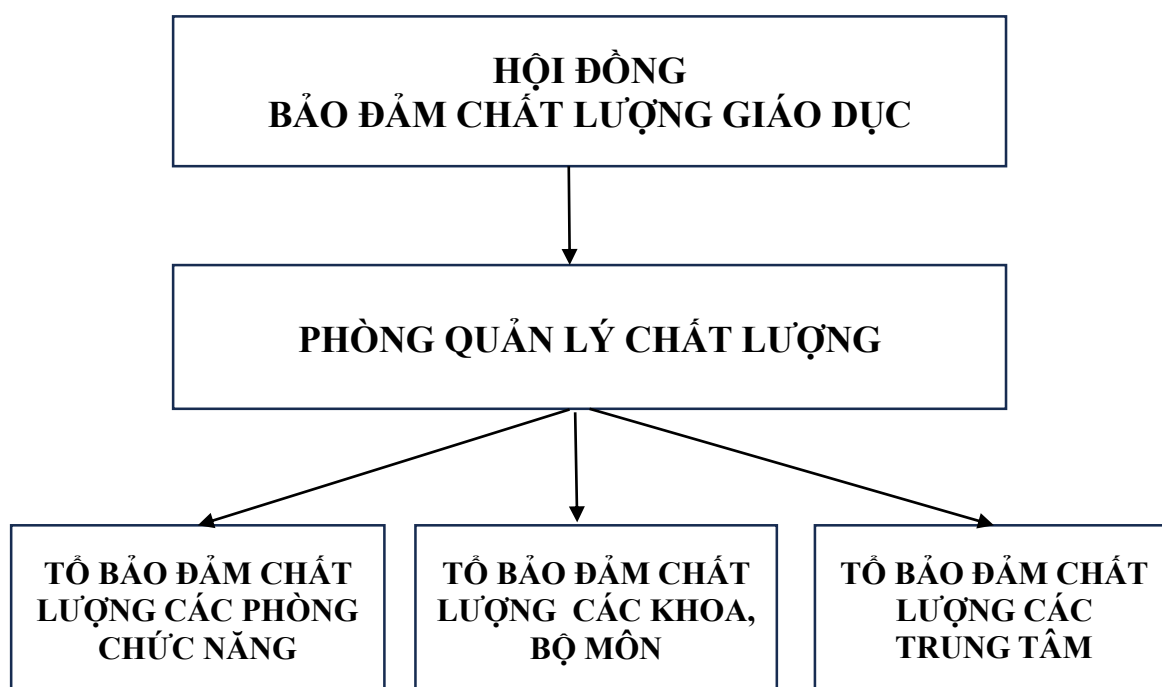 HỘI ĐỒNG
BẢO ĐẢM CHẤT LƯỢNG GIÁO DỤC
PHÒNG QUẢN LÝ CHẤT LƯỢNG
TỔ BẢO ĐẢM CHẤT
LƯỢNG CÁC PHÒNG
CHỨC NĂNG
TỔ BẢO ĐẢM CHẤT
LƯỢNG CÁC KHOA,
BỘ MÔN
TỔ BẢO ĐẢM CHẤT
LƯỢNG CÁC
TRUNG TÂM